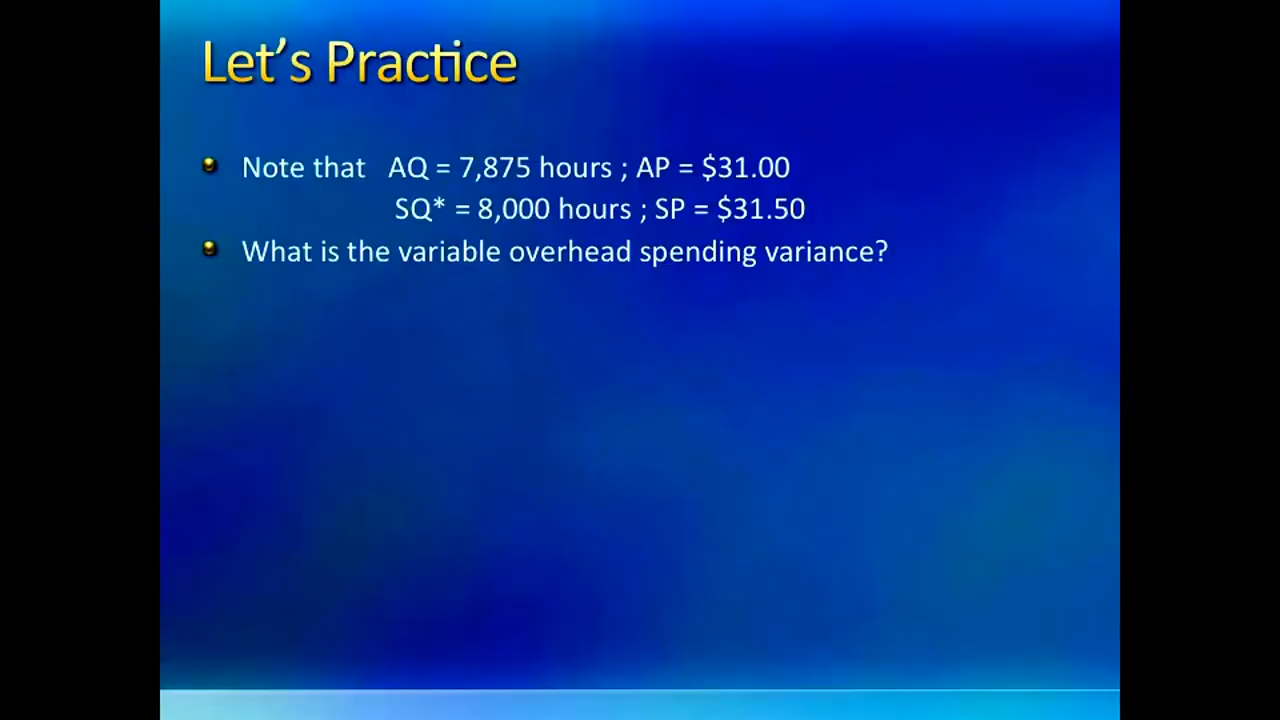 Let's Practice
Note that AQ = 7,875 hours ; AP = $31.00
SQ* = 8,000 hours ; SP = $31.50
What is the variable overhead spending variance?